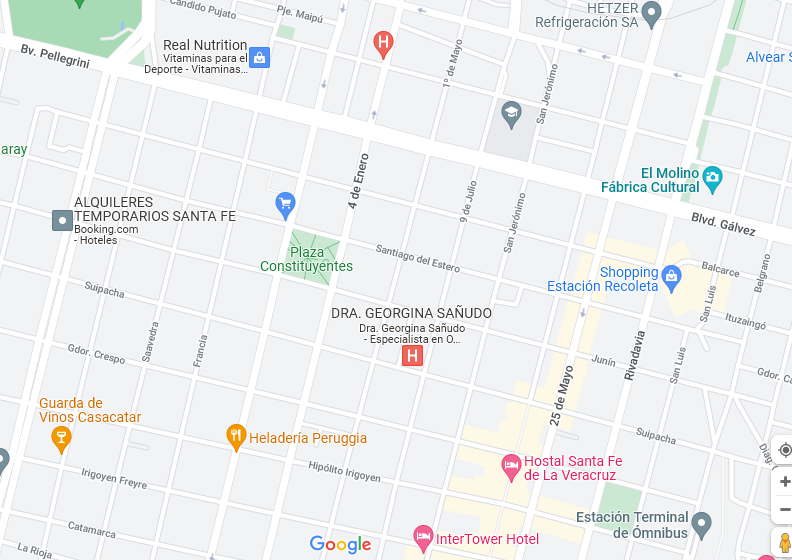 HETZER
Refrigeración SA
Candido Pujato
Pje. Maipú
Real Nutrition
Vitaminas para el
Deporte - Vitaminas...
Bv. Pellegrini
1° de Mayo
San Jerónimo
Alvear S
aray
4 de Enero
El Molino
Fábrica Cultural
ALQUILERES
TEMPORARIOS SANTA FE
Booking.com
- Hoteles
9 de Julio
San Jerónimo
Blvd. Gálvez
Plaza
Constituyentes
Santiago del Estero
Shopping
Estación Recoleta
Balcarce
Belgrano
Suipacha
San Luis
Ituzaingó
DRA. GEORGINA SAÑUDO
Dra. Georgina Sañudo
- Especialista en O...
Saavedra
Francia
Gdor. Crespo
Junín
Rivadavia
San Luis
Gdor. C
25 de Mayo
Guarda de
Vinos Casacatar
Heladería Peruggia
Suipacha
Diag.
Hostal Santa Fe
de La Veracruz
Irigoyen Freyre
Hipólito Irigoyen
Estación Terminal
de Ómnibus
Catamarca
La Rioja
Google
InterTower Hotel